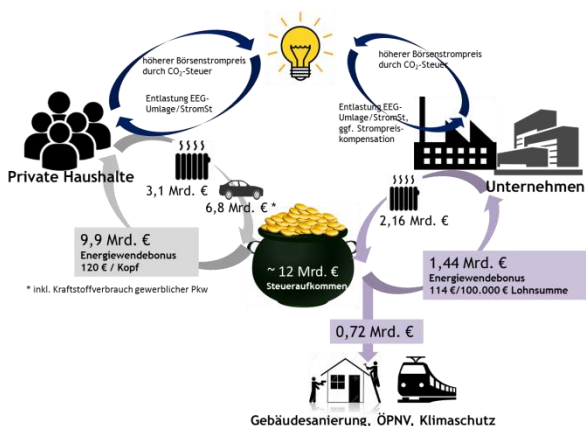 höherer Börsenstrompreis
durch CO₂-Steuer
höherer Börsenstrompreis
durch CO₂-Steuer
Entlastung EEG-
Umlage/StromSt
Entlastung EEG-
Umlage/StromSt,
ggf. Strompreis-
kompensation
Private Haushalte
Unternehmen
3,1 Mrd. €
6,8 Mrd. € *
2,16 Mrd. €
9,9 Mrd. €
Energiewendebonus
120 € / Kopf
~ 12 Mrd. €
Steueraufkommen
1,44 Mrd. €
Energiewendebonus
114 €/100.000 € Lohnsumme
* inkl. Kraftstoffverbrauch gewerblicher Pkw
0,72 Mrd. €
Gebäudesanierung, ÖPNV, Klimaschutz